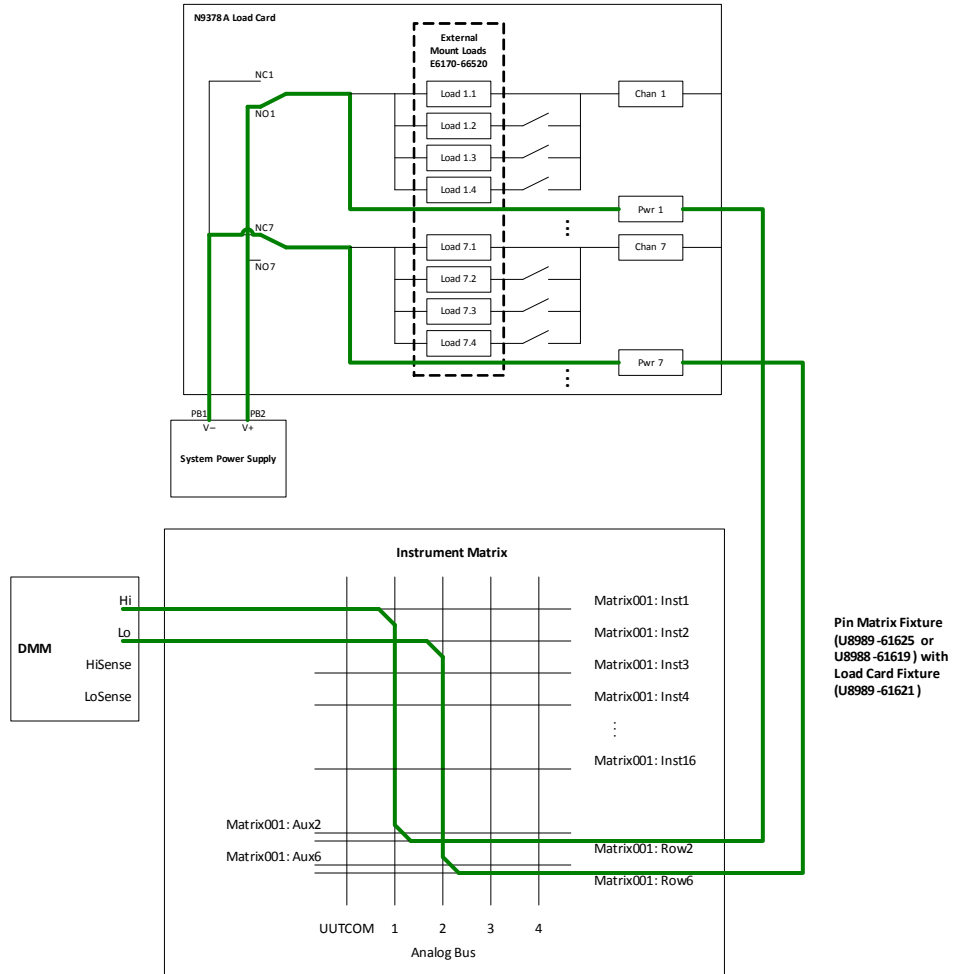 N9378A Load Card
External
Mount Loads
E6170-66520
NC1
NO1
Load 1.1
Chan 1
Load 1.2
Load 1.3
Load 1.4
Pwr 1
NC7
NO7
Load 7.1
Chan 7
Load 7.2
Load 7.3
Load 7.4
Pwr 7
PB1
PB2
V–
V+
System Power Supply
Instrument Matrix
DMM
Hi
Lo
HiSense
LoSense
Matrix001: Inst1
Matrix001: Inst2
Matrix001: Inst3
Matrix001: Inst4
Matrix001: Inst16
Matrix001: Aux2
Matrix001: Row2
Matrix001: Aux6
Matrix001: Row6
UUTCOM 1 2 3 4
Analog Bus
Pin Matrix Fixture
(U8989-61625 or
U8988-61619) with
Load Card Fixture
(U8989-61621)